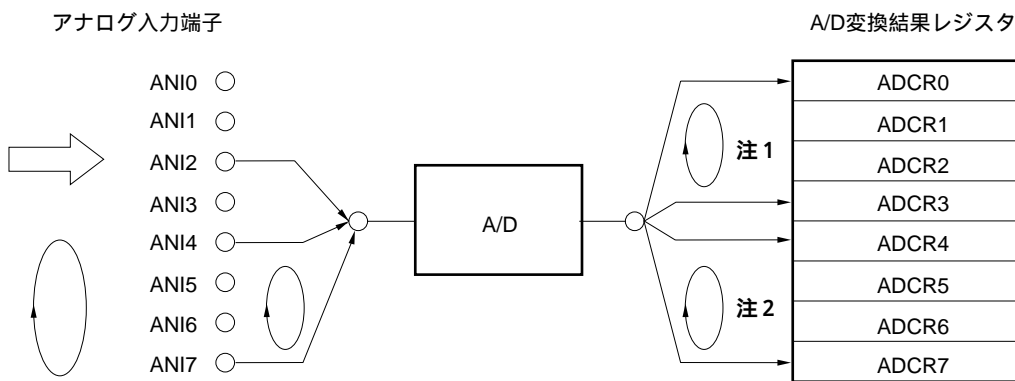 アナログ入力端子
A/D変換結果レジスタ
ANI0
ANI1
ANI2
ANI3
ANI4
ANI5
ANI6
ANI7
A/D
注1
注2
ADCR0
ADCR1
ADCR2
ADCR3
ADCR4
ADCR5
ADCR6
ADCR7